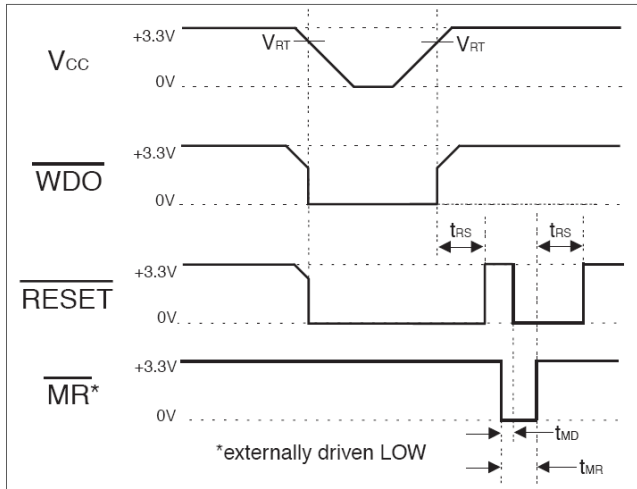 +3.3V
VRT
VRT
VCC
0V
+3.3V
WDO
0V
tRS
tRS
+3.3V
RESET
0V
+3.3V
MR*
0V
*externally driven LOW
tMD
tMR